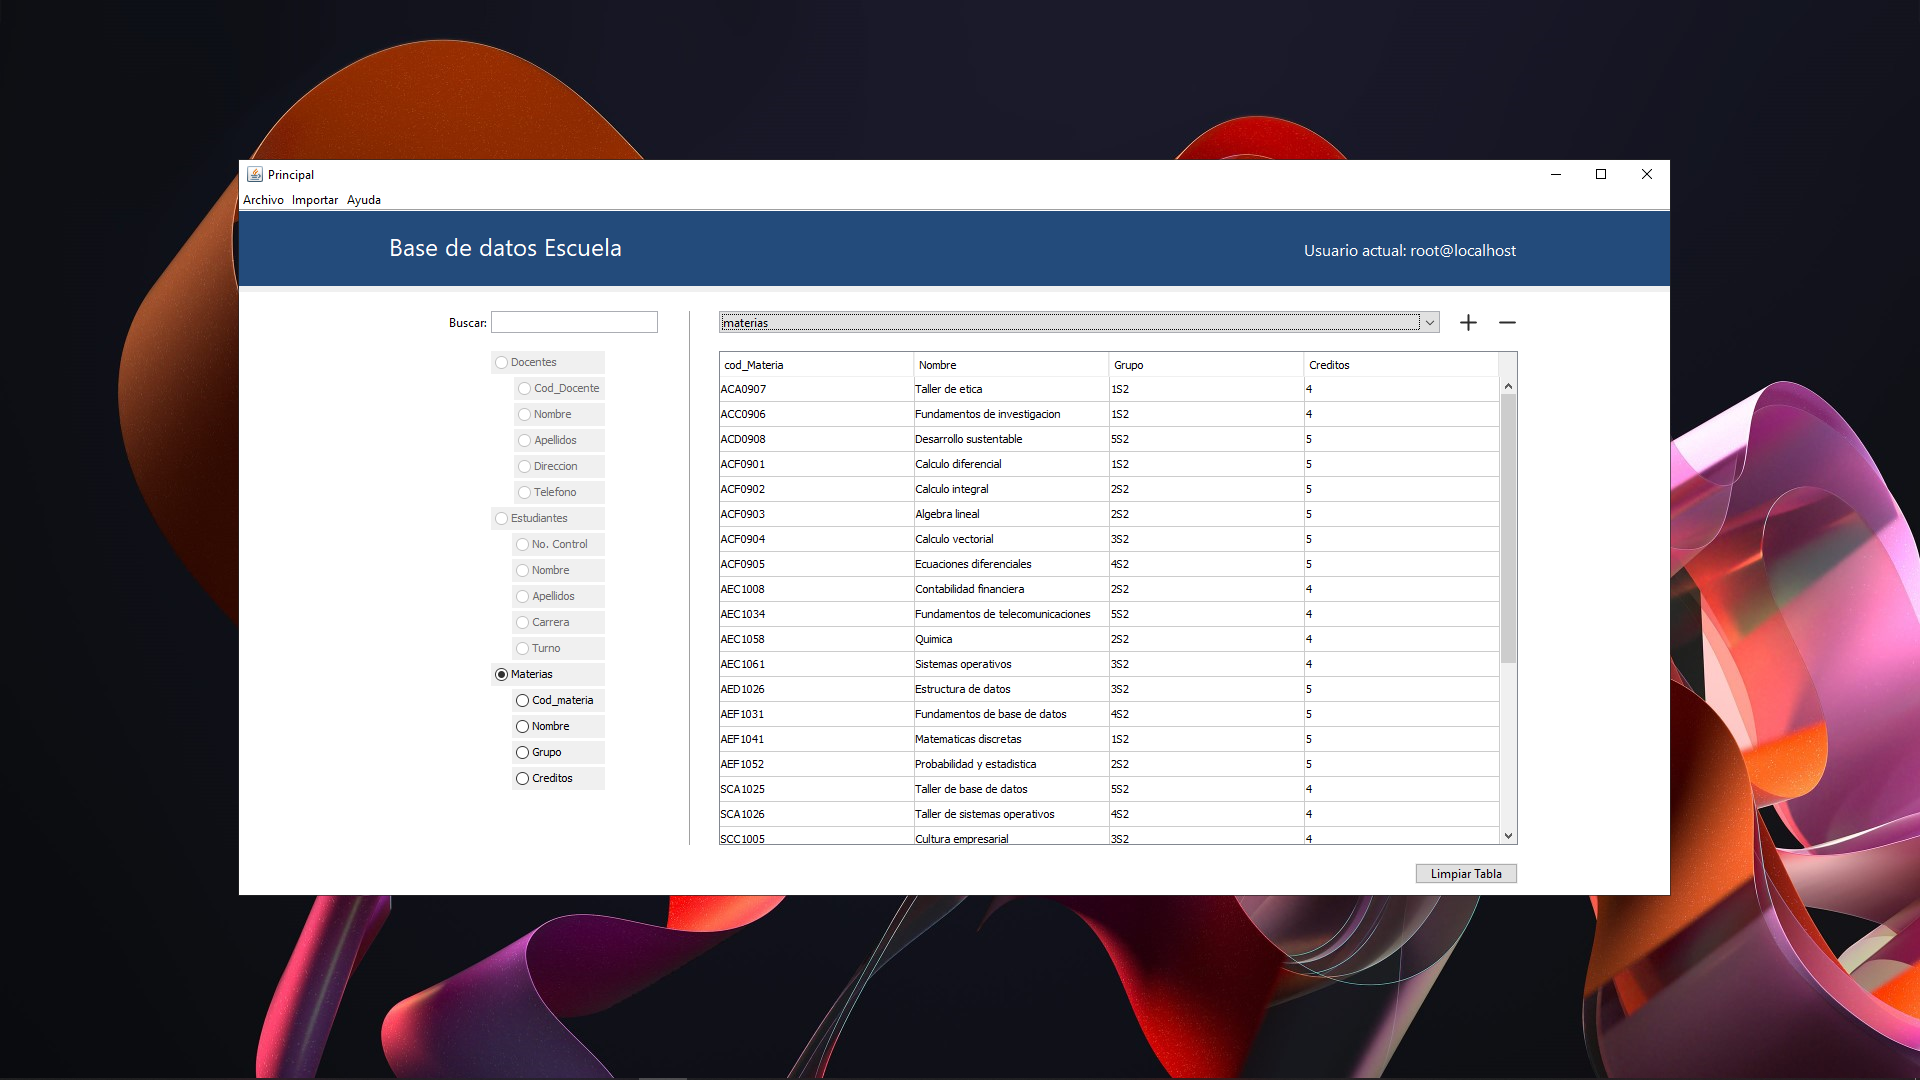 Principal
Archivo Importar Ayuda
Base de datos Escuela
Usuario actual: root@localhost
Buscar:
Docentes
Cod_Docente
Nombre
Apellidos
Direccion
Telefono
Estudiantes
No. Control
Nombre
Apellidos
Carrera
Turno
Materias
Cod_materia
Nombre
Grupo
Creditos
materias
cod_Materia Nombre Grupo Creditos
ACA0907 Taller de etica 1S2 4
ACC0906 Fundamentos de investigacion 1S2 4
ACD0908 Desarrollo sustentable 5S2 5
ACF0901 Calculo diferencial 1S2 5
ACF0902 Calculo integral 2S2 5
ACF0903 Algebra lineal 2S2 5
ACF0904 Calculo vectorial 3S2 5
ACF0905 Ecuaciones diferenciales 4S2 5
AEC1008 Contabilidad financiera 2S2 4
AEC1034 Fundamentos de telecomunicaciones 5S2 4
AEC1058 Quimica 2S2 4
AEC1061 Sistemas operativos 3S2 4
AED1026 Estructura de datos 3S2 5
AEF1031 Fundamentos de base de datos 4S2 5
AEF1041 Matematicas discretas 1S2 5
AEF1052 Probabilidad y estadistica 2S2 5
SCA1025 Taller de base de datos 5S2 4
SCA1026 Taller de sistemas operativos 4S2 4
SCC1005 Cultura empresarial 3S2 4
Limpiar Tabla